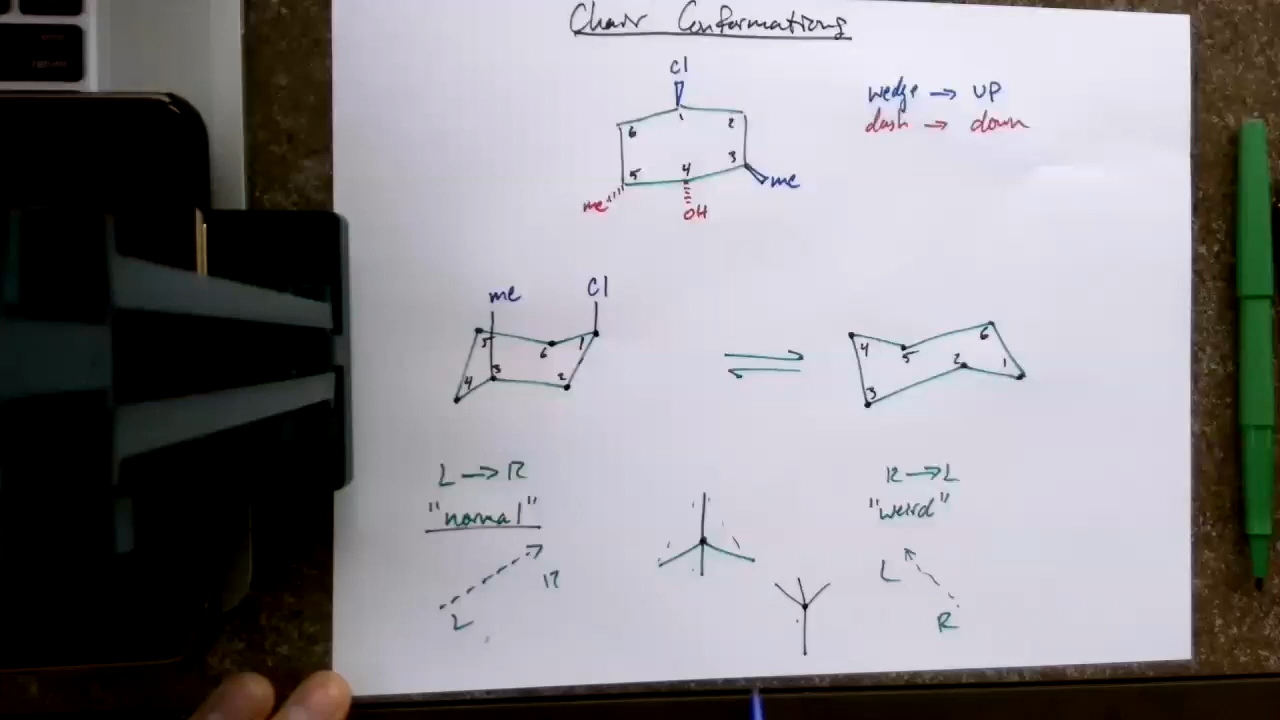 Chair Conformations
Cl
wedge → UP
dash → down
1
2
6
3
4
5
me
me
OH
me
Cl
5
6
1
4
3
2
4
5
6
2
1
3
L → R
"normal"
R → L
"weird"
R
L
L
R